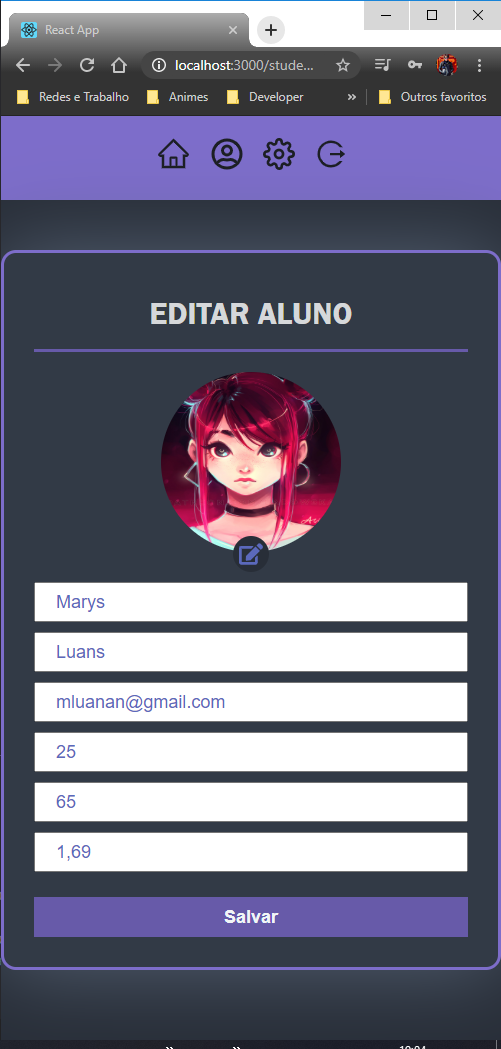 React App
localhost:3000/stude...
Redes e Trabalho
Animes
Developer
Outros favoritos
EDITAR ALUNO
Marys
Luans
mluanan@gmail.com
25
65
1,69
Salvar